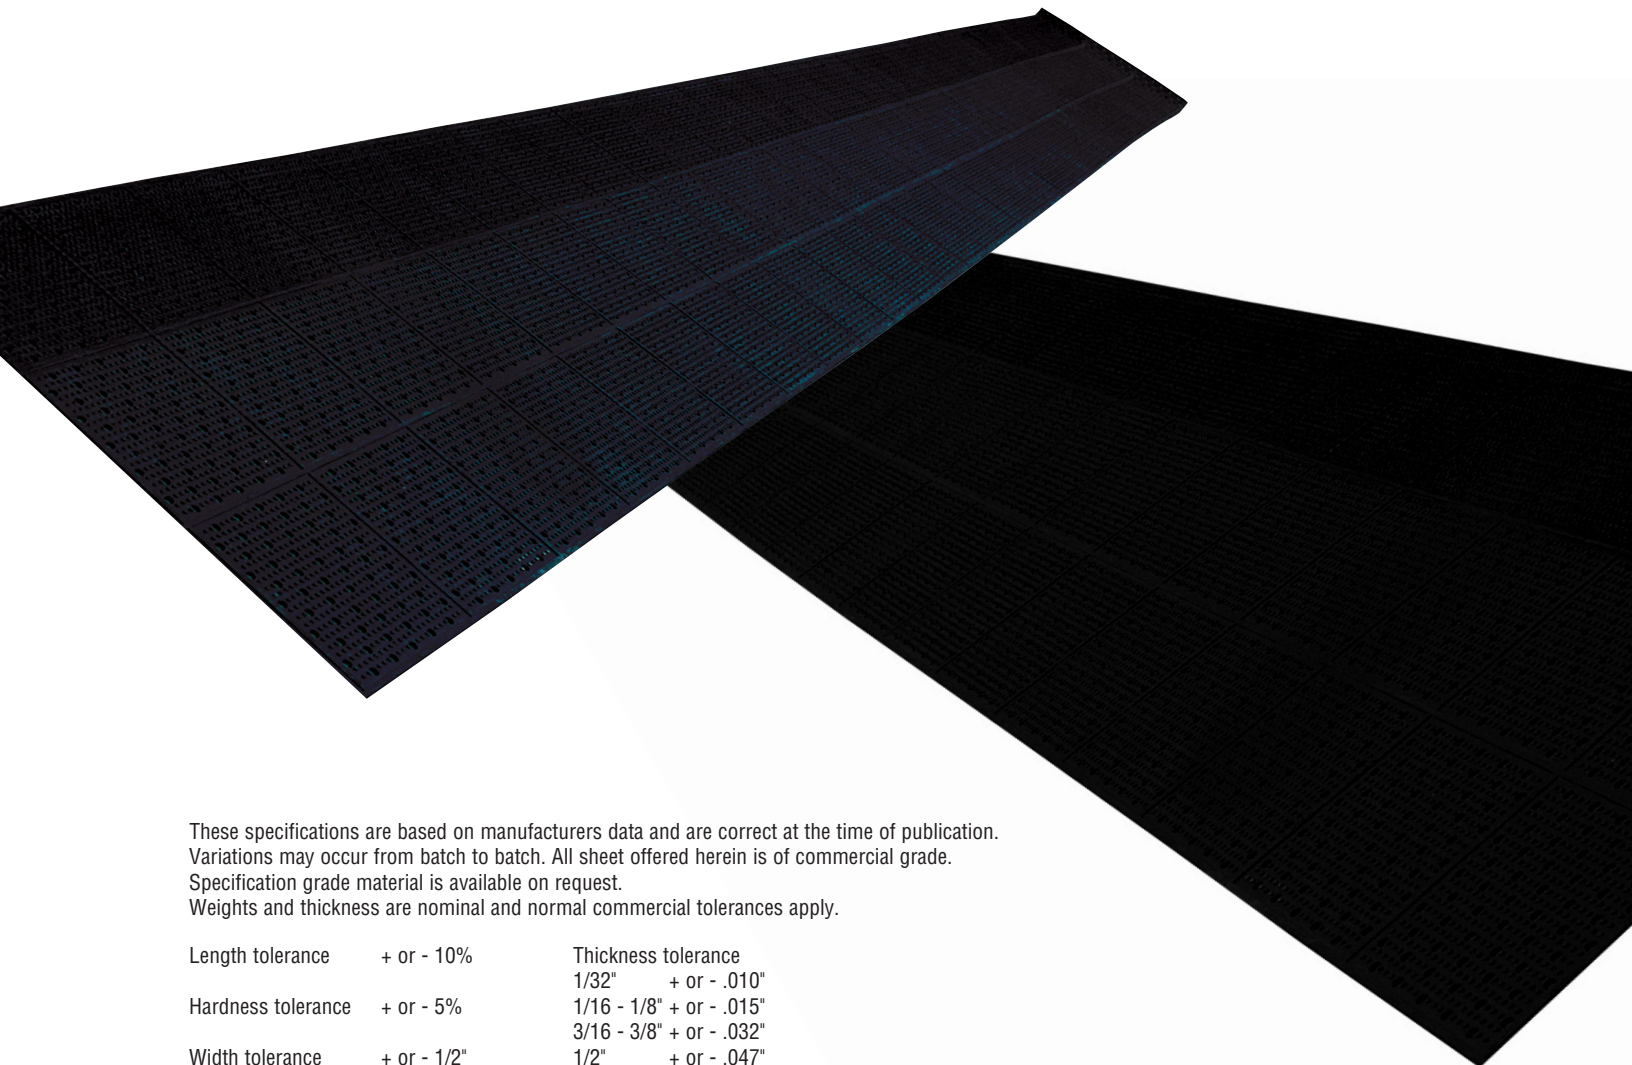 These specifications are based on manufacturers data and are correct at the time of publication.
Variations may occur from batch to batch. All sheet offered herein is of commercial grade.
Specification grade material is available on request.
Weights and thickness are nominal and normal commercial tolerances apply.
Length tolerance + or - 10% Thickness tolerance
1/32" + or - .010"
Hardness tolerance + or - 5% 1/16 - 1/8" + or - .015"
3/16 - 3/8" + or - .032"
Width tolerance + or - 1/2" 1/2" + or - .047"